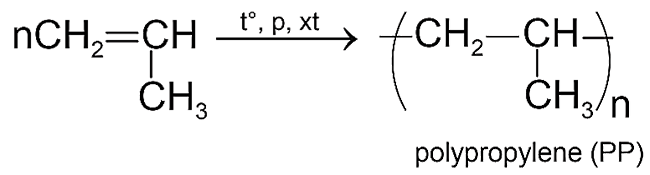 t°, p, xt
nCH₂=CH CH₂—CH
CH₃ CH₃ n
polypropylene (PP)